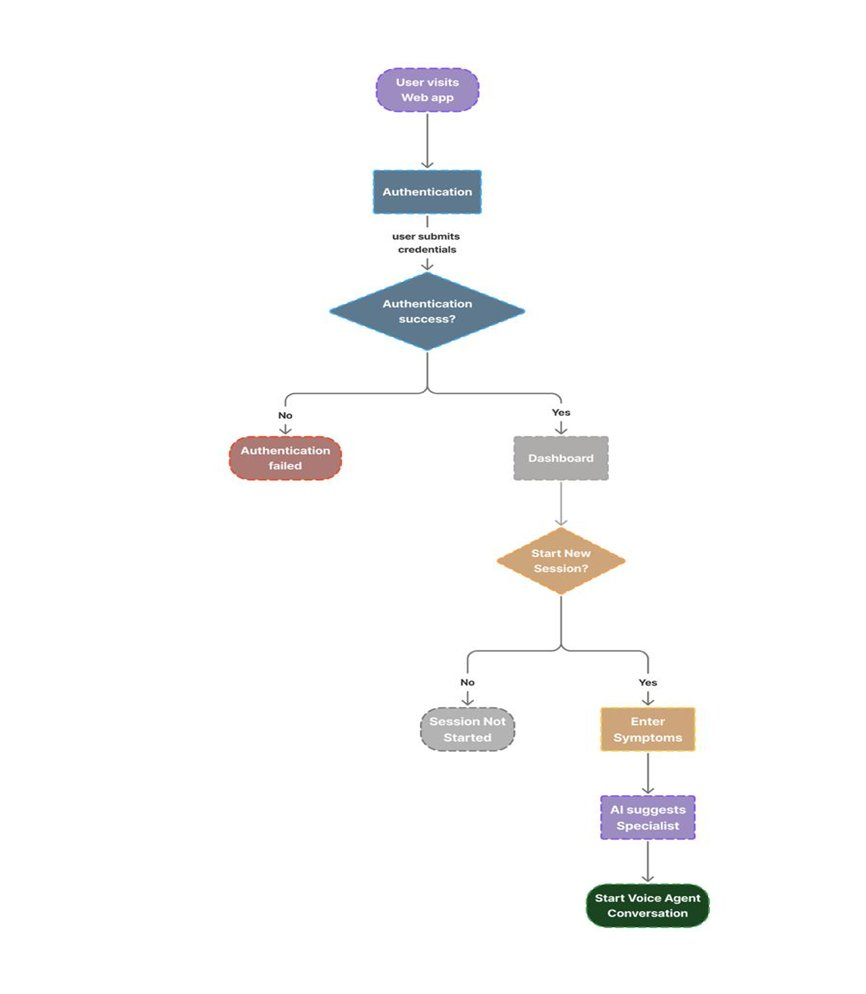 User visits
Web app
Authentication
user submits
credentials
Authentication
success?
No
Yes
Authentication
failed
Dashboard
Start New
Session?
No
Yes
Session Not
Started
Enter
Symptoms
AI suggests
Specialist
Start Voice Agent
Conversation